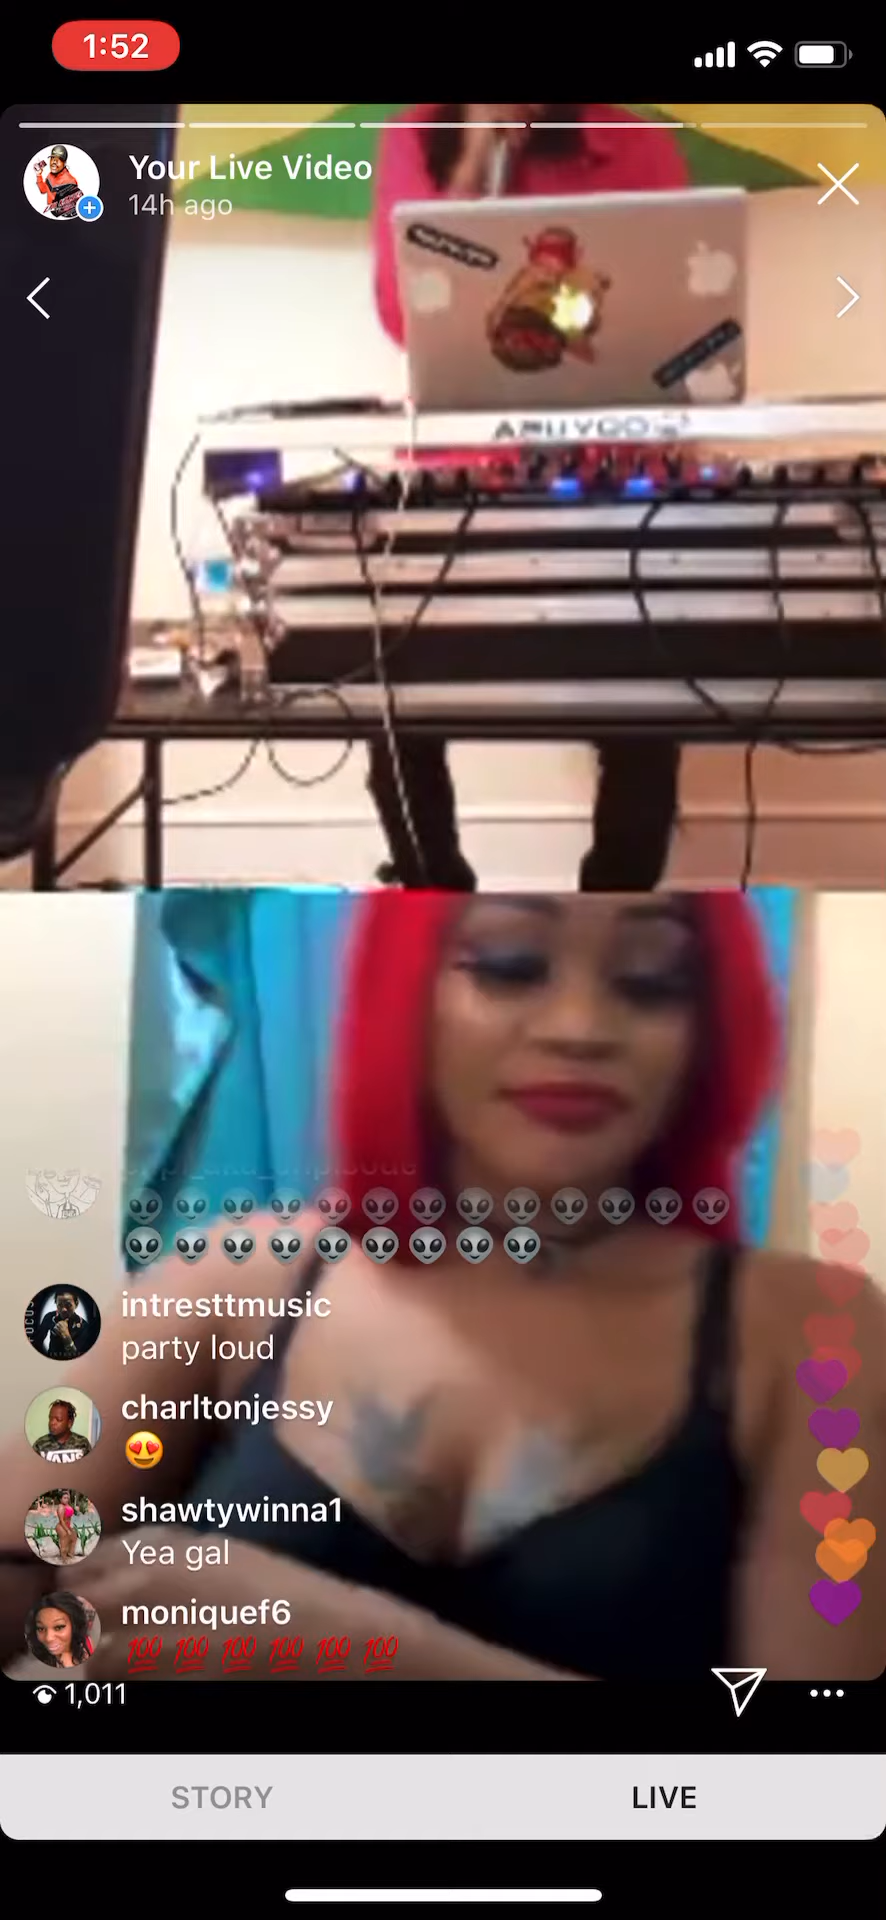 1:52
Your Live Video
14h ago
👽👽👽👽👽👽👽👽👽👽👽👽👽
👽👽👽👽👽👽👽👽👽
intresttmusic
party loud
charltonjessy
😍
shawtywinna1
Yea gal
moniquef6
💯💯💯💯💯💯
1,011
STORY
LIVE